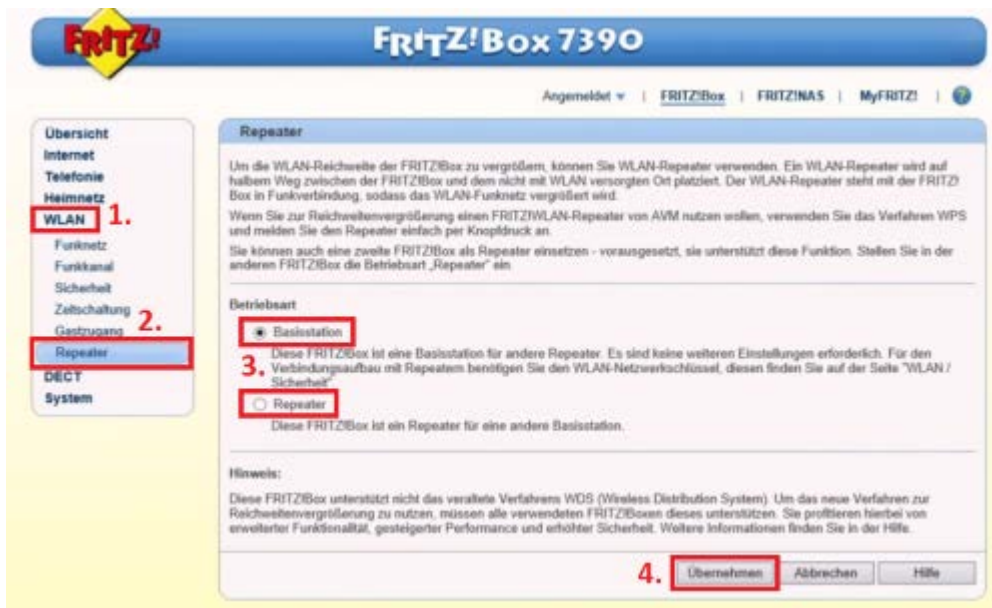 FRITZ!
FRITZ!Box 7390
Angemeldet | FRITZ!Box | FRITZ!NAS | MyFRITZ! | ?
Übersicht
Internet
Telefonie
Heimnetz
WLAN 1.
Funknetz
Funkkanal
Sicherheit
Zeitschaltung
Gastzugang 2.
Repeater
DECT
System
Repeater
Um die WLAN-Reichweite der FRITZ!Box zu vergrößern, können Sie WLAN-Repeater verwenden. Ein WLAN-Repeater wird auf
halbem Weg zwischen der FRITZ!Box und dem nicht mit WLAN versorgten Ort platziert. Der WLAN-Repeater steht mit der FRITZ!
Box in Funkverbindung, sodass das WLAN-Funknetz vergrößert wird.
Wenn Sie zur Reichweitenvergrößerung einen FRITZ!WLAN-Repeater von AVM nutzen wollen, verwenden Sie das Verfahren WPS
und melden Sie den Repeater einfach per Knopfdruck an.
Sie können auch eine zweite FRITZ!Box als Repeater einsetzen - vorausgesetzt, sie unterstützt diese Funktion. Stellen Sie in der
anderen FRITZ!Box die Betriebsart „Repeater" ein.
Betriebsart
Basisstation
3.
Diese FRITZ!Box ist eine Basisstation für andere Repeater. Es sind keine weiteren Einstellungen erforderlich. Für den
Verbindungsaufbau mit Repeatern benötigen Sie den WLAN-Netzwerkschlüssel, diesen finden Sie auf der Seite "WLAN /
Sicherheit"
Repeater
Diese FRITZ!Box ist ein Repeater für eine andere Basisstation.
Hinweis:
Diese FRITZ!Box unterstützt nicht das veraltete Verfahrens WDS (Wireless Distribution System). Um das neue Verfahren zur
Reichweitenvergrößerung zu nutzen, müssen alle verwendeten FRITZ!Boxen dieses unterstützen. Sie profitieren hierbei von
erweiterter Funktionalität, gesteigerter Performance und erhöhter Sicherheit. Weitere Informationen finden Sie in der Hilfe.
4. Übernehmen Abbrechen Hilfe